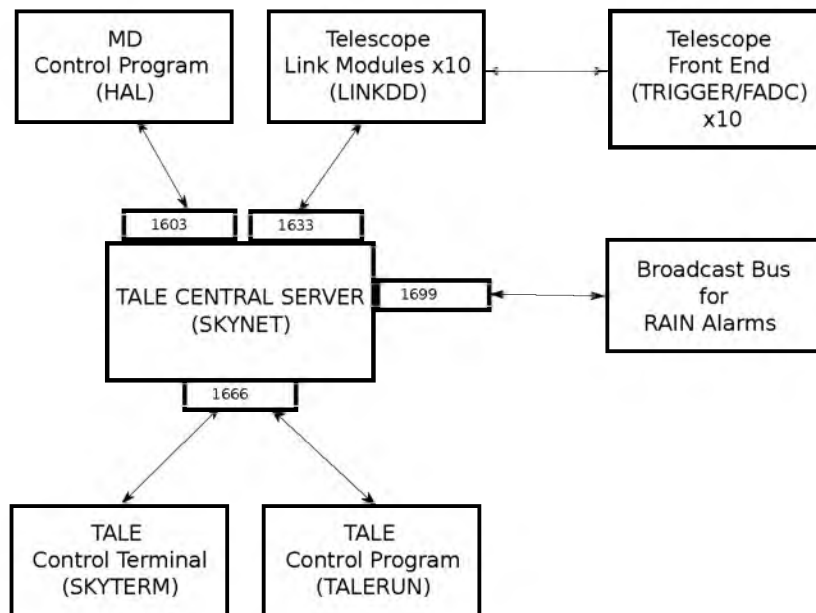 MD
Control Program
(HAL)
Telescope
Link Modules x10
(LINKDD)
Telescope
Front End
(TRIGGER/FADC)
x10
1603
1633
TALE CENTRAL SERVER
(SKYNET)
1699
Broadcast Bus
for
RAIN Alarms
1666
TALE
Control Terminal
(SKYTERM)
TALE
Control Program
(TALERUN)